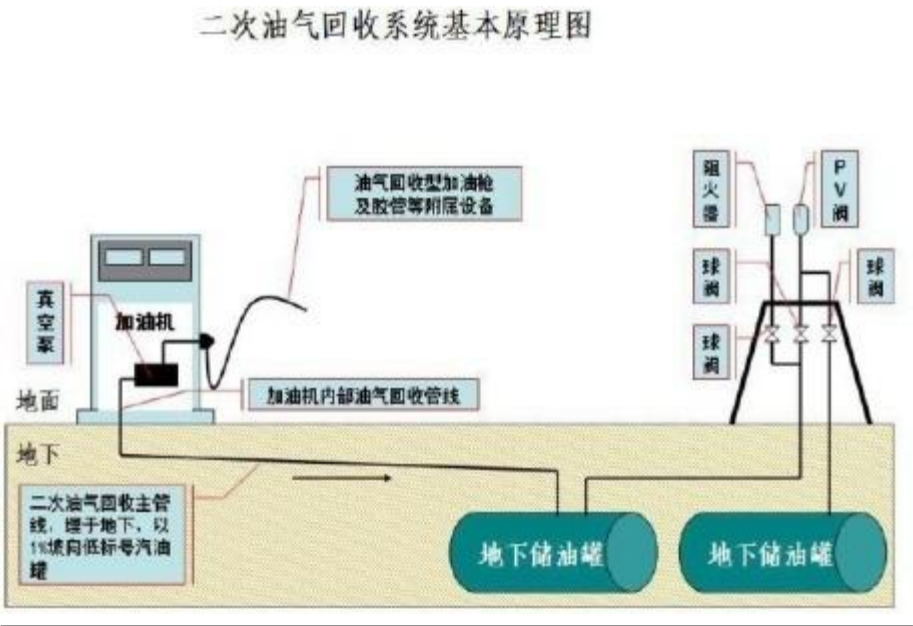 二次油气回收系统基本原理图
油气回收型加油枪
及胶管等附属设备
阻火器
PV阀
球阀
球阀
真空泵
加油机
球阀
加油机内部油气回收管线
地面
地下
二次油气回收主管
线，埋于地下，以
1%坡向低标号汽油
罐
地下储油罐
地下储油罐